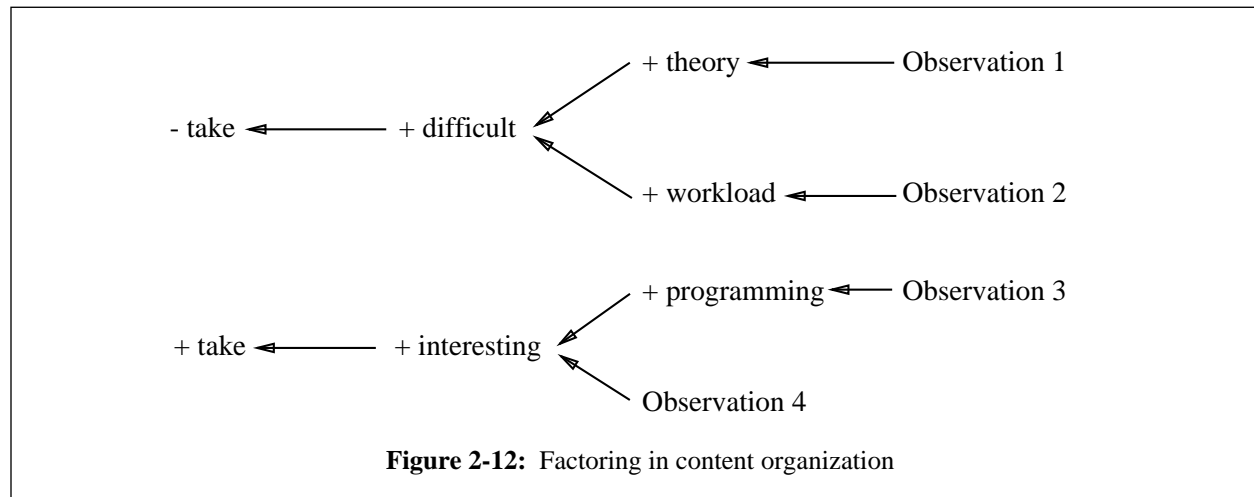 + theory Observation 1
- take + difficult
+ workload Observation 2
+ programming Observation 3
+ take + interesting
Observation 4
Figure 2-12: Factoring in content organization